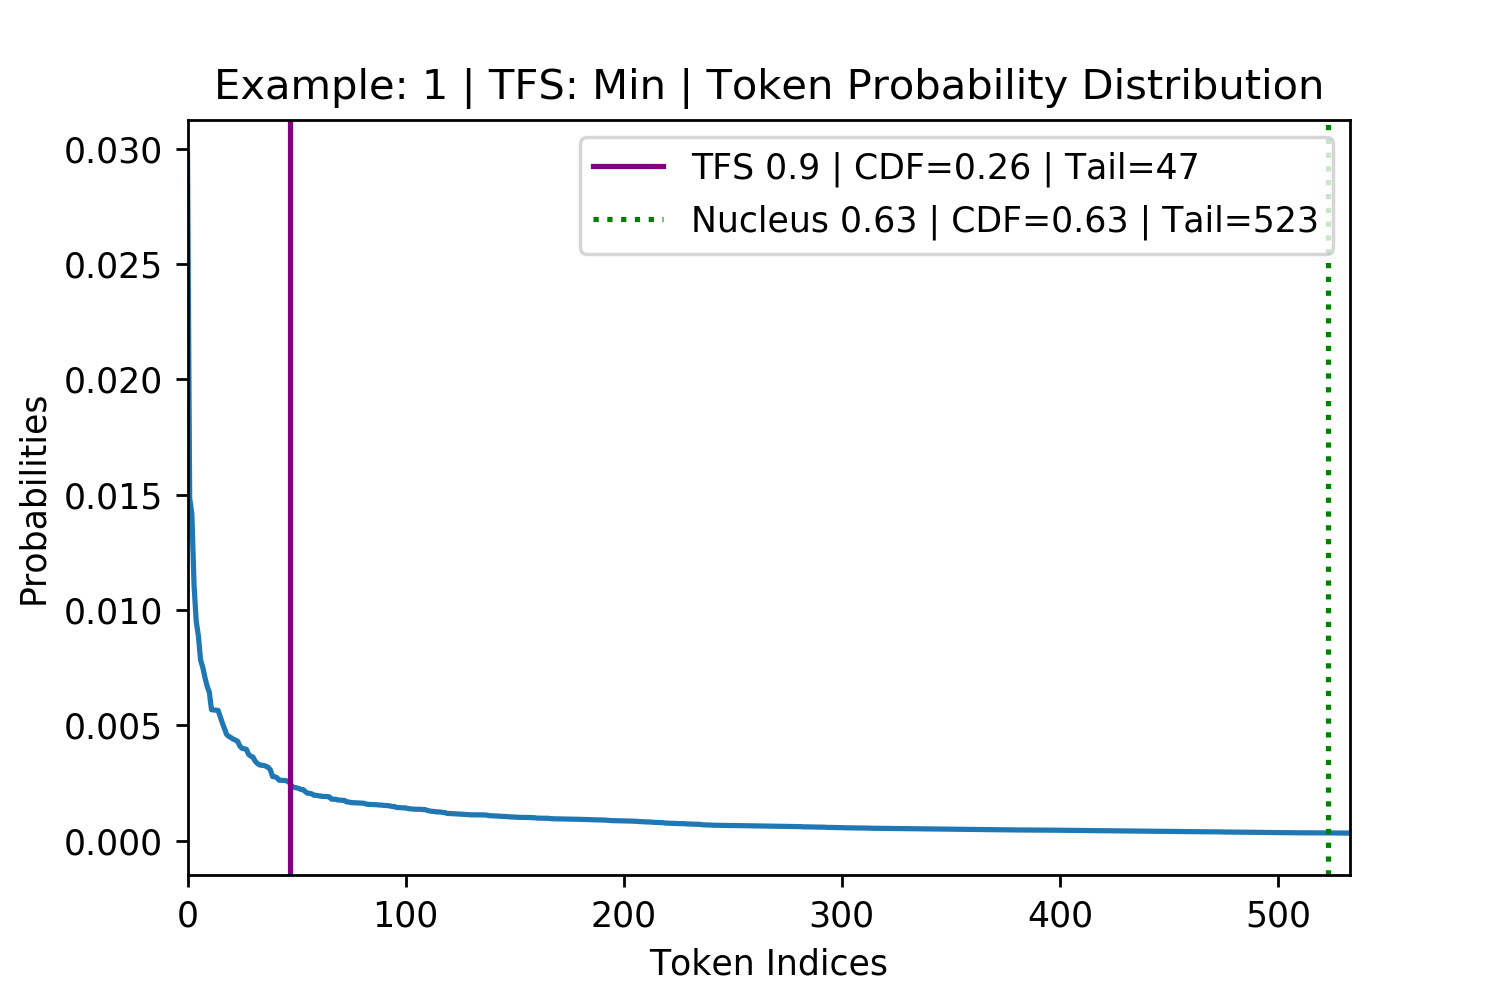 Example: 1 | TFS: Min | Token Probability Distribution
TFS 0.9 | CDF=0.26 | Tail=47
Nucleus 0.63 | CDF=0.63 | Tail=523
Probabilities
0.030
0.025
0.020
0.015
0.010
0.005
0.000
0 100 200 300 400 500
Token Indices